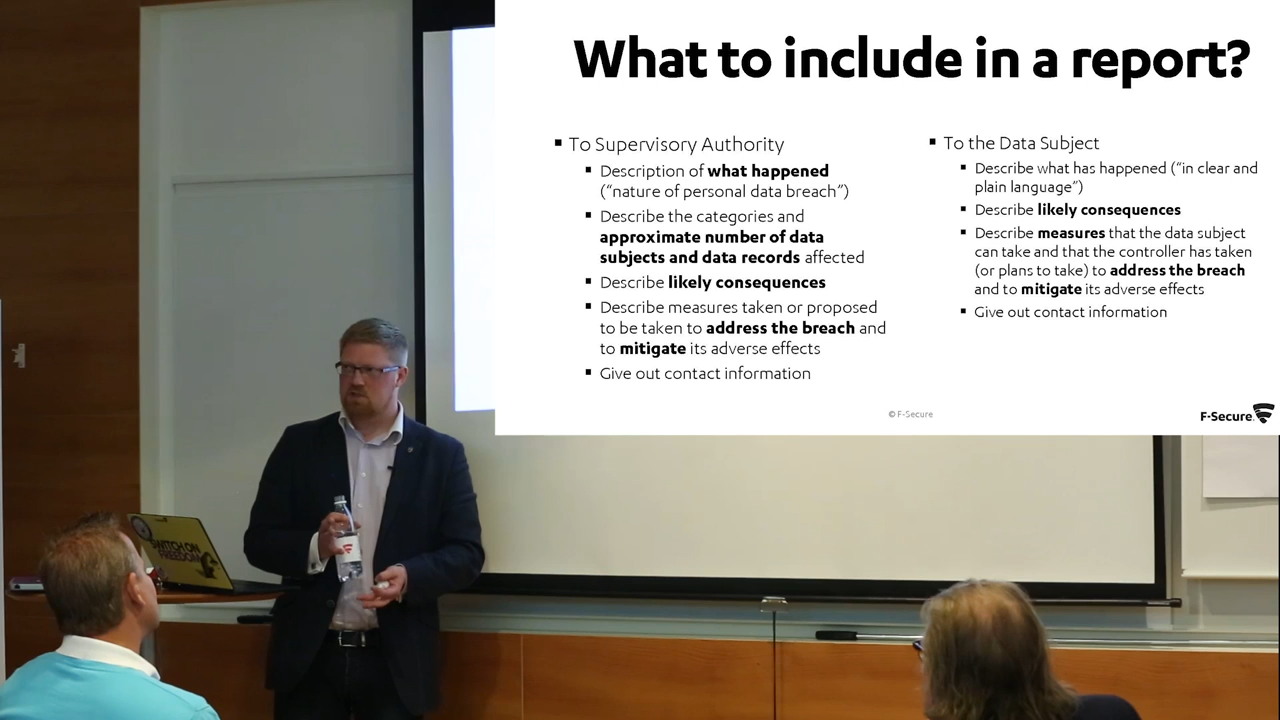 What to include in a report?
▪ To Supervisory Authority
▪ Description of what happened
(“nature of personal data breach”)
▪ Describe the categories and
approximate number of data
subjects and data records affected
▪ Describe likely consequences
▪ Describe measures taken or proposed
to be taken to address the breach and
to mitigate its adverse effects
▪ Give out contact information
▪ To the Data Subject
▪ Describe what has happened (“in clear and
plain language”)
▪ Describe likely consequences
▪ Describe measures that the data subject
can take and that the controller has taken
(or plans to take) to address the breach
and to mitigate its adverse effects
▪ Give out contact information
© F-Secure
F-Secure
SWITCH ON
FREEDOM